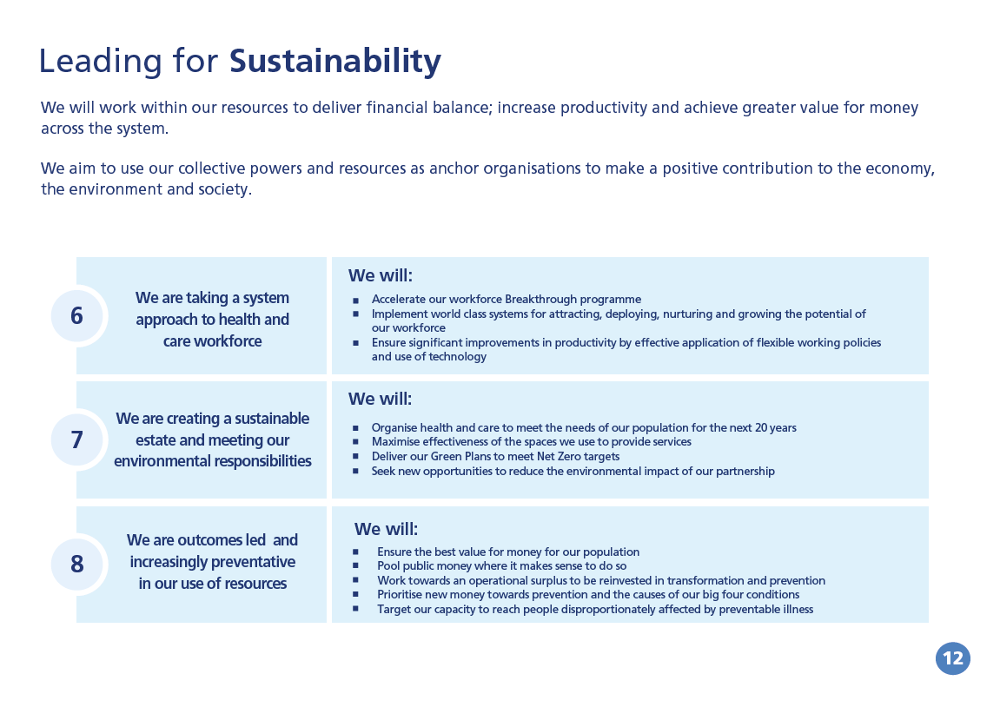 Leading for Sustainability
We will work within our resources to deliver financial balance; increase productivity and achieve greater value for money
across the system.
We aim to use our collective powers and resources as anchor organisations to make a positive contribution to the economy,
the environment and society.
6
We are taking a system
approach to health and
care workforce
We will:
■ Accelerate our workforce Breakthrough programme
■ Implement world class systems for attracting, deploying, nurturing and growing the potential of
our workforce
■ Ensure significant improvements in productivity by effective application of flexible working policies
and use of technology
7
We are creating a sustainable
estate and meeting our
environmental responsibilities
We will:
■ Organise health and care to meet the needs of our population for the next 20 years
■ Maximise effectiveness of the spaces we use to provide services
■ Deliver our Green Plans to meet Net Zero targets
■ Seek new opportunities to reduce the environmental impact of our partnership
8
We are outcomes led  and
increasingly preventative
in our use of resources
We will:
■ Ensure the best value for money for our population
■ Pool public money where it makes sense to do so
■ Work towards an operational surplus to be reinvested in transformation and prevention
■ Prioritise new money towards prevention and the causes of our big four conditions
■ Target our capacity to reach people disproportionately affected by preventable illness
12